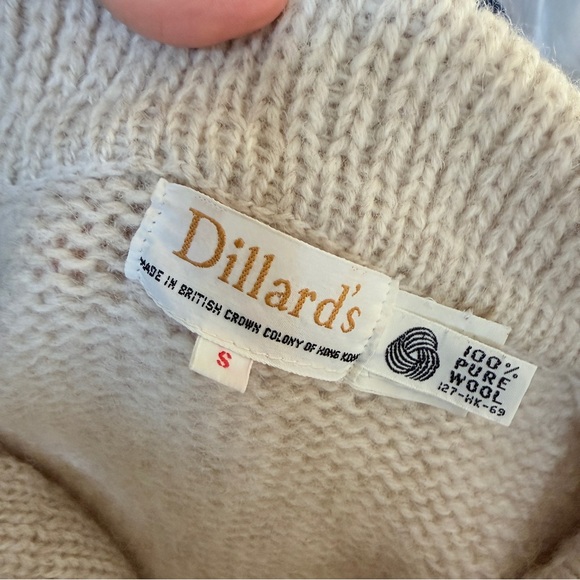 Dillard's
MADE IN BRITISH CROWN COLONY OF HONG KONG
S
100%
PURE
WOOL
127-HK-69